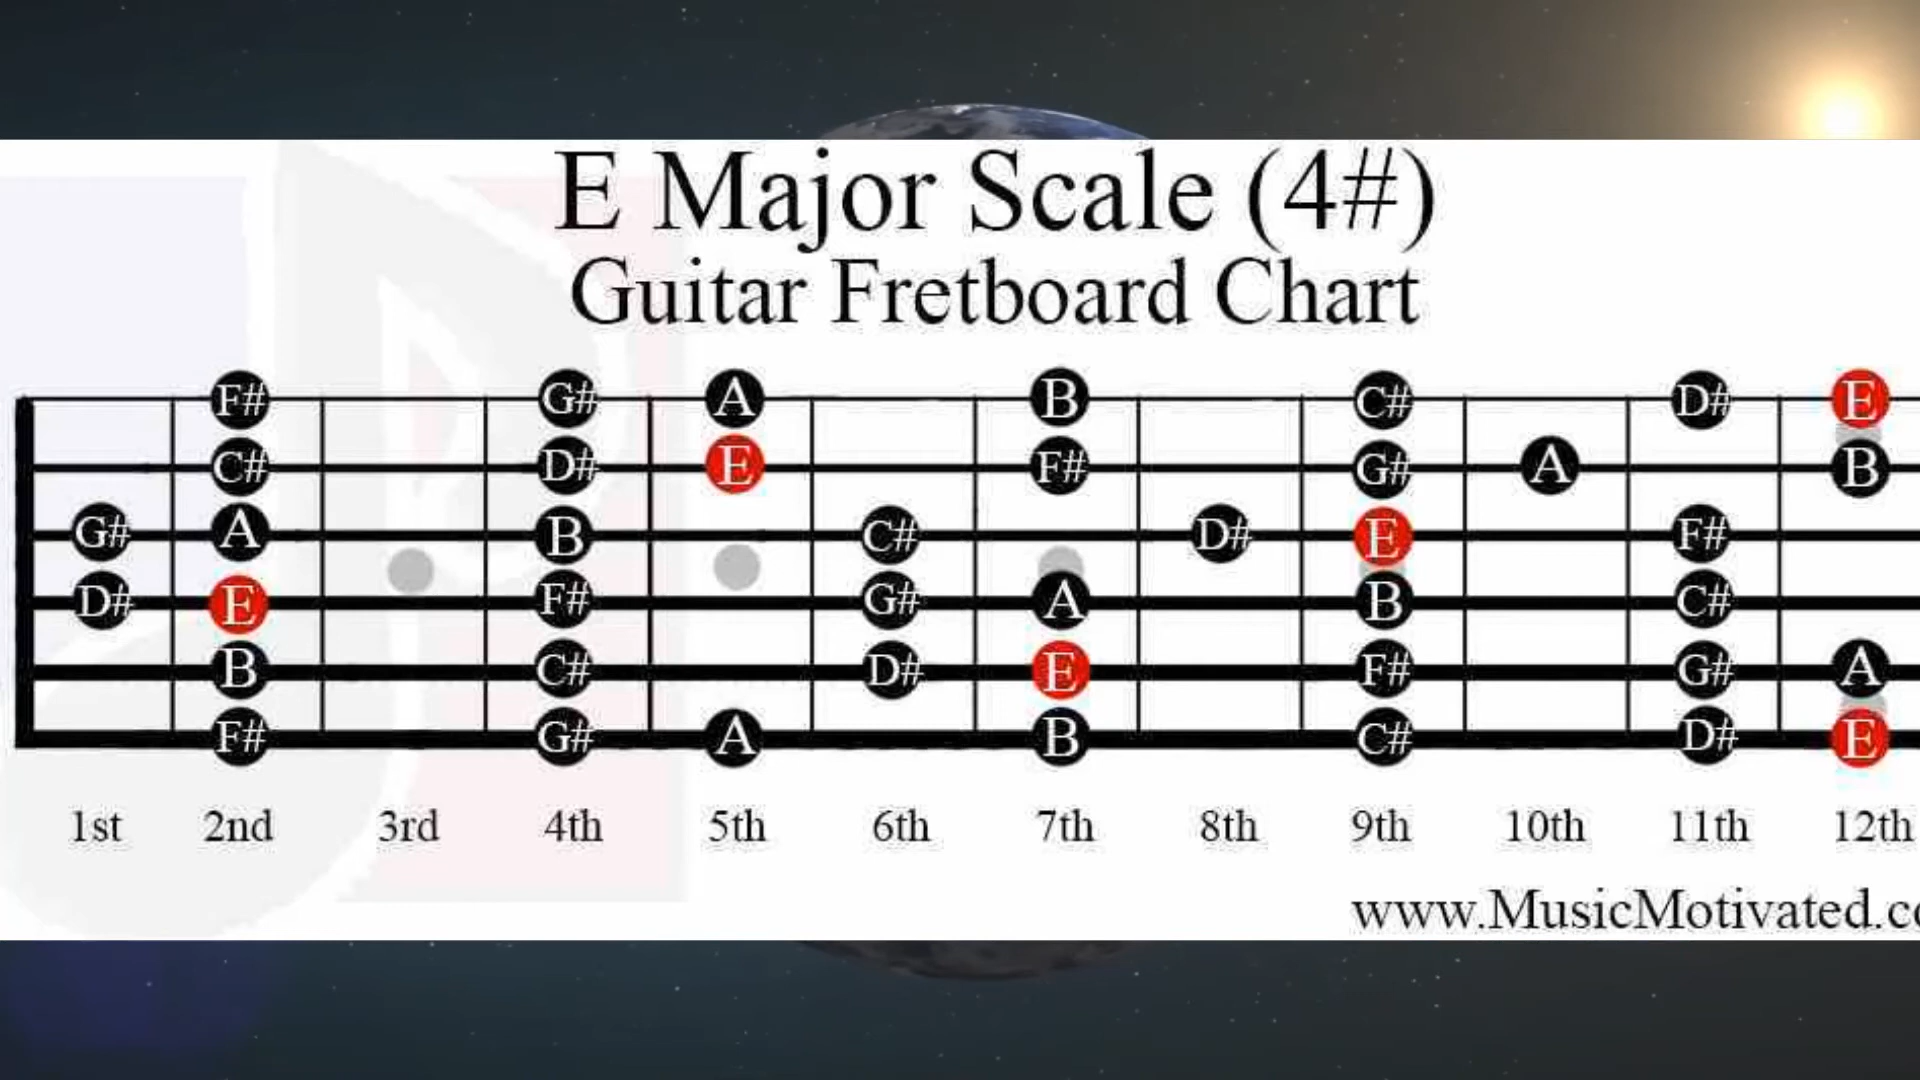 E Major Scale (4#)
Guitar Fretboard Chart
F# G# A B C# D# E
C# D# E F# G# A B
G# A B C# D# E F#
D# E F# G# A B C#
B C# D# E F# G# A
F# G# A B C# D# E
1st 2nd 3rd 4th 5th 6th 7th 8th 9th 10th 11th 12th
www.MusicMotivated.co